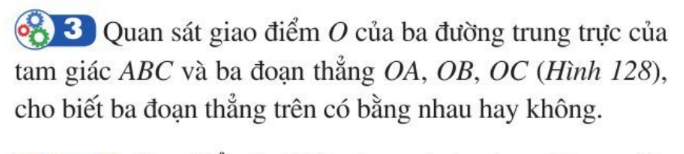 3 Quan sát giao điểm O của ba đường trung trực của
tam giác ABC và ba đoạn thẳng OA, OB, OC (Hình 128),
cho biết ba đoạn thẳng trên có bằng nhau hay không.